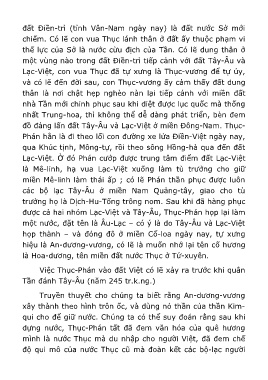 đất Điền-trì (tỉnh Vân-Nam ngày nay) là đất nước Sở mới
chiếm. Có lẽ con vua Thục lánh thân ở đất ấy thuộc phạm vi
thế lực của Sở là nước cừu địch của Tần. Có lẽ dung thân ở
một vùng nào trong đất Điền-trì tiếp cánh với đất Tây-Âu và
Lạc-Việt, con vua Thục đã tự xưng là Thục-vương để tự úy,
và có lẽ đến đời sau, con Thục-vương ấy cảm thấy đất dung
thân là nơi chật hẹp nghèo nàn lại tiếp cánh với miền đất
nhà Tần mới chinh phục sau khi diệt được lục quốc mà thống
nhất Trung-hoa, thì không thể dễ dàng phát triển, bèn đem
đồ đảng lấn đất Tây-Âu và Lạc-Việt ở miền Đông-Nam. Thục-
Phán hẳn là đi theo lối con đường xe lửa Điền-Việt ngày nay,
qua Khúc tịnh, Mông-tự, rồi theo sông Hồng-hà qua đến đất
Lạc-Việt. Ở đó Phán cướp được trung tâm điểm đất Lạc-Việt
là Mê-linh, hạ vua Lạc-Việt xuống làm tù trưởng cho giữ
miền Mê-linh làm thái ấp ; có lẽ Phán thần phục được luôn
các bộ lạc Tây-Âu ở miền Nam Quảng-tây, giao cho tù
trưởng họ là Dịch-Hu-Tống trông nom. Sau khi đã hàng phục
được cả hai nhóm Lạc-Việt và Tây-Âu, Thục-Phán họp lại làm
một nước, đặt tên là Âu-Lạc – có ý là do Tây-Âu và Lạc-Việt
họp thành – và đóng đô ở miền Cổ-loa ngày nay, tự xưng
hiệu là An-dương-vương, có lẽ là muốn nhớ lại tên cố hương
là Hoa-dương, tên miền đất nước Thục ở Tứ-xuyên.
Việc Thục-Phán vào đất Việt có lẽ xảy ra trước khi quân
Tần đánh Tây-Âu (năm 245 tr.k.ng.)
Truyền thuyết cho chúng ta biết rằng An-dương-vương
xây thành theo hình trôn ốc, và dùng nỏ thần của thần Kim-
qui cho để giữ nước. Chúng ta có thể suy đoán rằng sau khi
dựng nước, Thục-Phán tất đã đem văn hóa của quê hương
mình là nước Thục mà du nhập cho người Việt, đã đem chế
độ qui mô của nước Thục cũ mà đoàn kết các bộ-lạc người